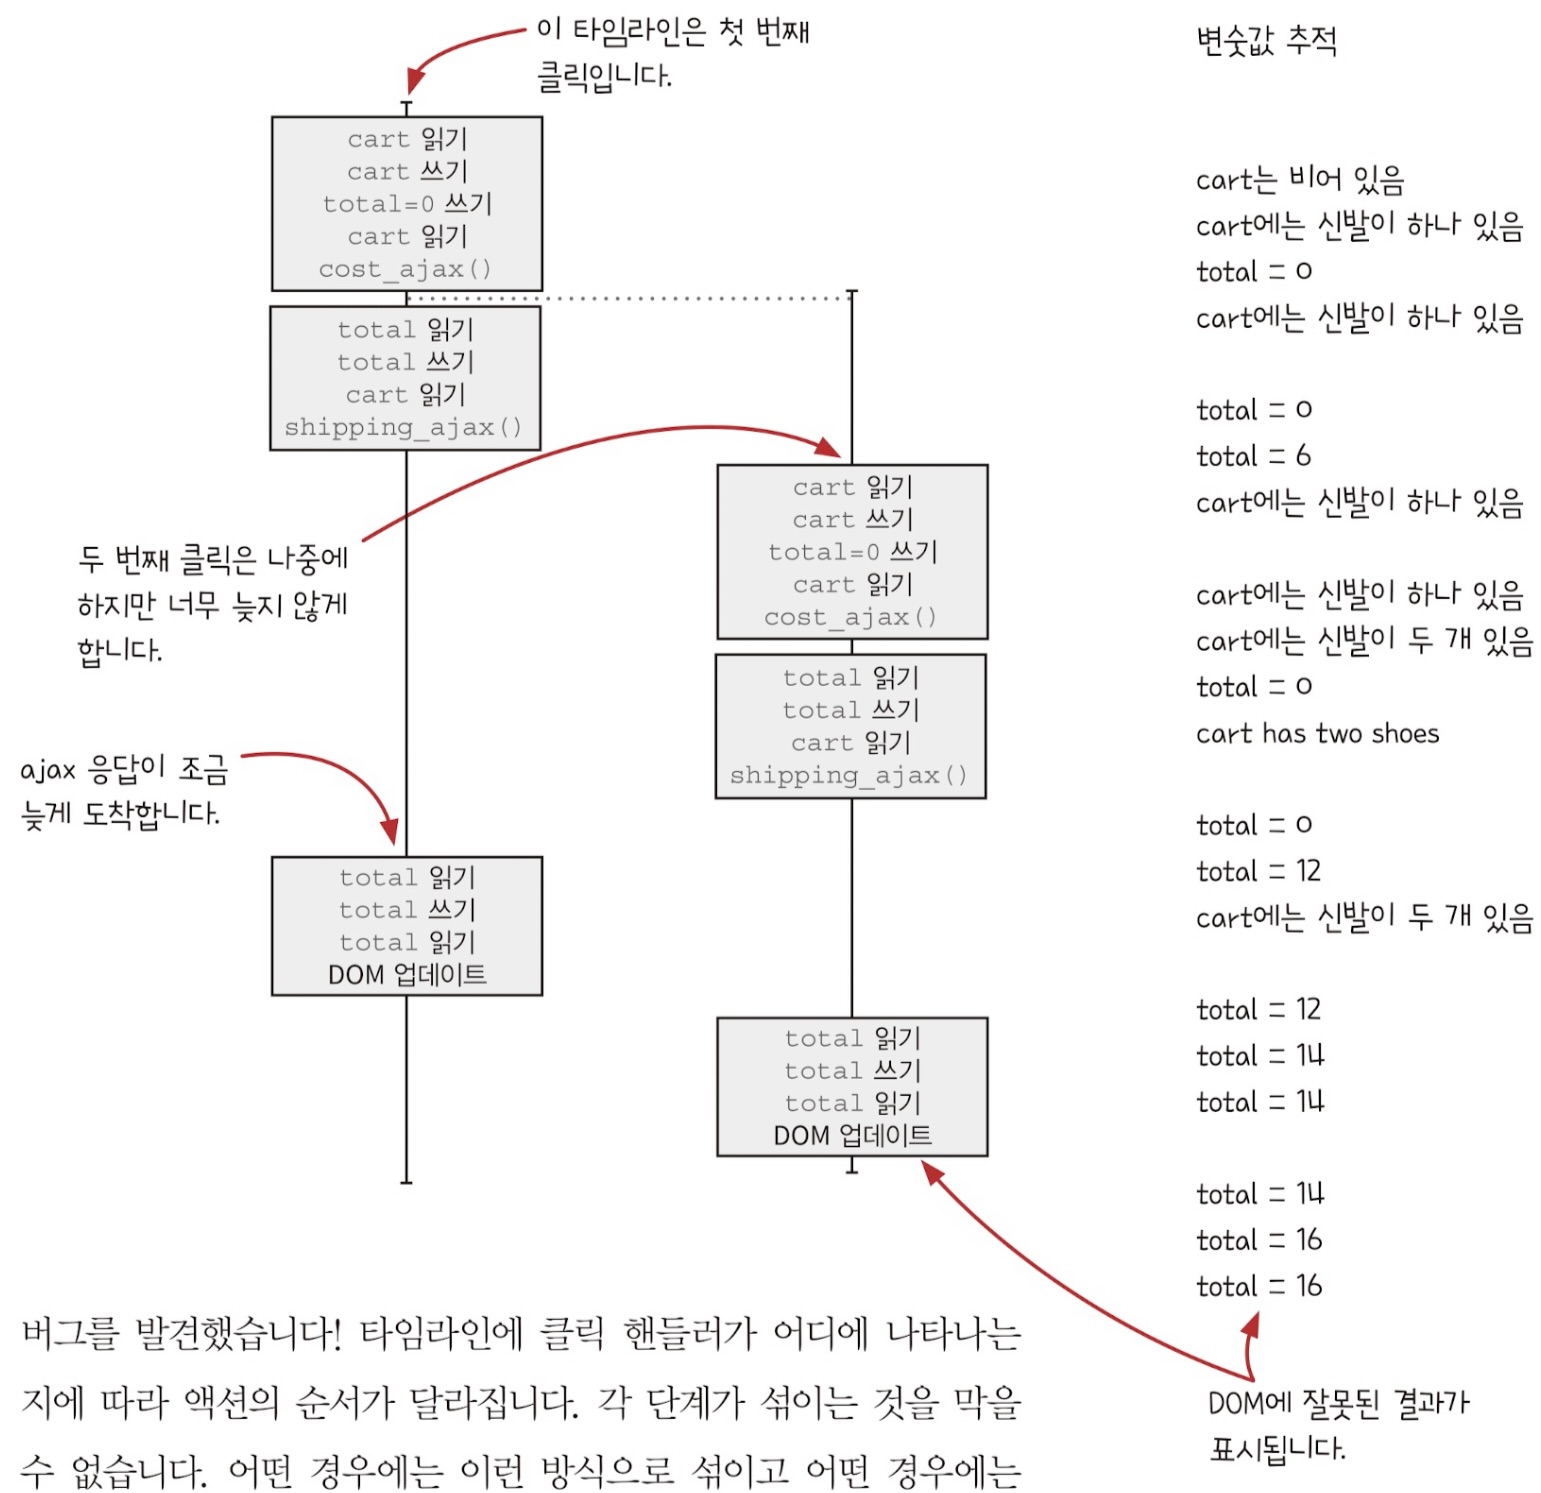 이 타임라인은 첫 번째
클릭입니다.
변숫값 추적
cart 읽기
cart 쓰기
total=0 쓰기
cart 읽기
cost_ajax()
cart는 비어 있음
cart에는 신발이 하나 있음
total = 0
cart에는 신발이 하나 있음
total 읽기
total 쓰기
cart 읽기
shipping_ajax()
total = 0
total = 6
cart에는 신발이 하나 있음
두 번째 클릭은 나중에
하지만 너무 늦지 않게
합니다.
cart 읽기
cart 쓰기
total=0 쓰기
cart 읽기
cost_ajax()
cart에는 신발이 하나 있음
cart에는 신발이 두 개 있음
total = 0
cart has two shoes
total 읽기
total 쓰기
cart 읽기
shipping_ajax()
total = 0
total = 12
cart에는 신발이 두 개 있음
ajax 응답이 조금
늦게 도착합니다.
total 읽기
total 쓰기
total 읽기
DOM 업데이트
total = 12
total = 14
total = 14
total 읽기
total 쓰기
total 읽기
DOM 업데이트
total = 14
total = 16
total = 16
DOM에 잘못된 결과가
표시됩니다.
버그를 발견했습니다! 타임라인에 클릭 핸들러가 어디에 나타나는
지에 따라 액션의 순서가 달라집니다. 각 단계가 섞이는 것을 막을
수 없습니다. 어떤 경우에는 이런 방식으로 섞이고 어떤 경우에는